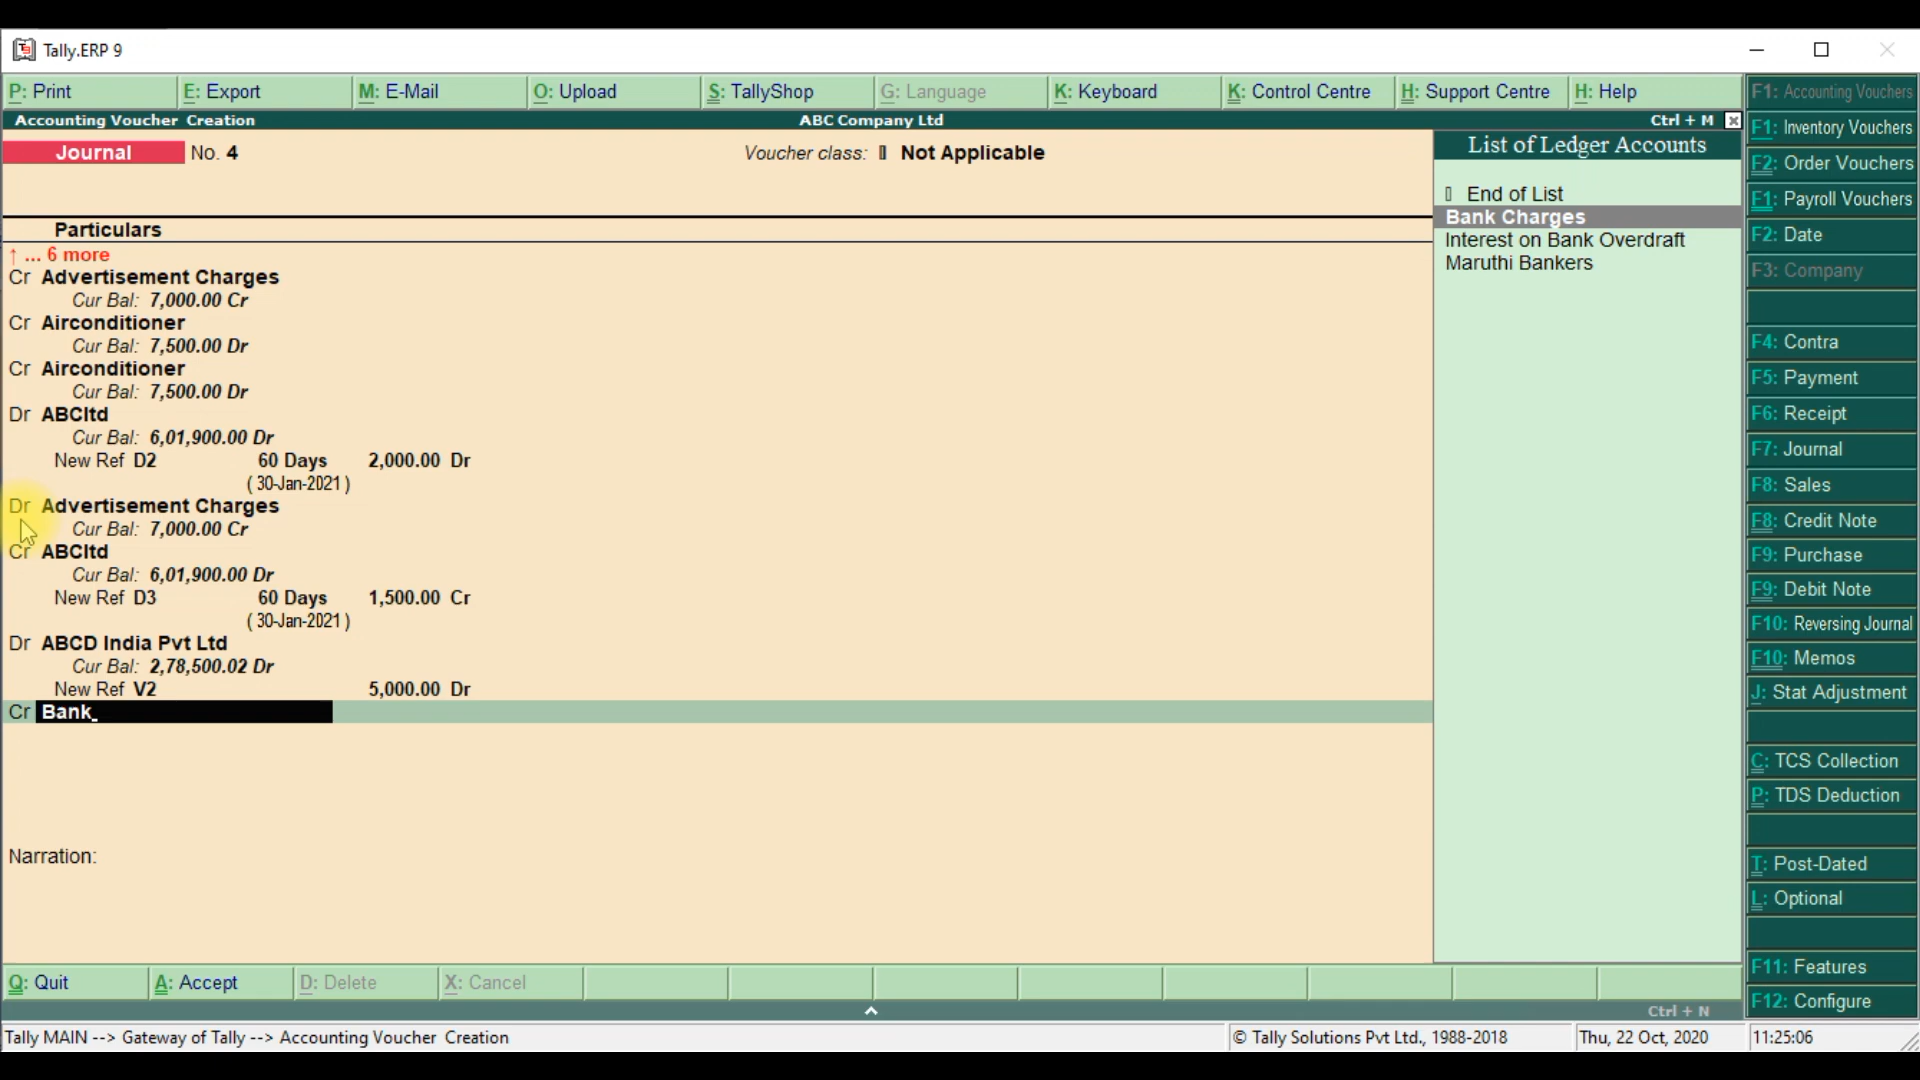 Tally.ERP 9
P: Print E: Export M: E-Mail O: Upload S: TallyShop G: Language K: Keyboard K: Control Centre H: Support Centre H: Help
Accounting Voucher Creation ABC Company Ltd Ctrl + M
Journal No. 4 Voucher class: Not Applicable
Particulars
↑ ... 6 more
Cr Advertisement Charges
Cur Bal: 7,000.00 Cr
Cr Airconditioner
Cur Bal: 7,500.00 Dr
Cr Airconditioner
Cur Bal: 7,500.00 Dr
Dr ABCltd
Cur Bal: 6,01,900.00 Dr
New Ref D2 60 Days 2,000.00 Dr
( 30-Jan-2021 )
Dr Advertisement Charges
Cur Bal: 7,000.00 Cr
Cr ABCltd
Cur Bal: 6,01,900.00 Dr
New Ref D3 60 Days 1,500.00 Cr
( 30-Jan-2021 )
Dr ABCD India Pvt Ltd
Cur Bal: 2,78,500.02 Dr
New Ref V2 5,000.00 Dr
Cr Bank
Narration:
List of Ledger Accounts
End of List
Bank Charges
Interest on Bank Overdraft
Maruthi Bankers
F1: Accounting Vouchers
F1: Inventory Vouchers
F2: Order Vouchers
F1: Payroll Vouchers
F2: Date
F3: Company
F4: Contra
F5: Payment
F6: Receipt
F7: Journal
F8: Sales
F8: Credit Note
F9: Purchase
F9: Debit Note
F10: Reversing Journal
F10: Memos
J: Stat Adjustment
C: TCS Collection
P: TDS Deduction
T: Post-Dated
L: Optional
F11: Features
F12: Configure
Q: Quit A: Accept D: Delete X: Cancel
Ctrl + N
Tally MAIN --> Gateway of Tally --> Accounting Voucher Creation © Tally Solutions Pvt Ltd., 1988-2018 Thu, 22 Oct, 2020 11:25:06